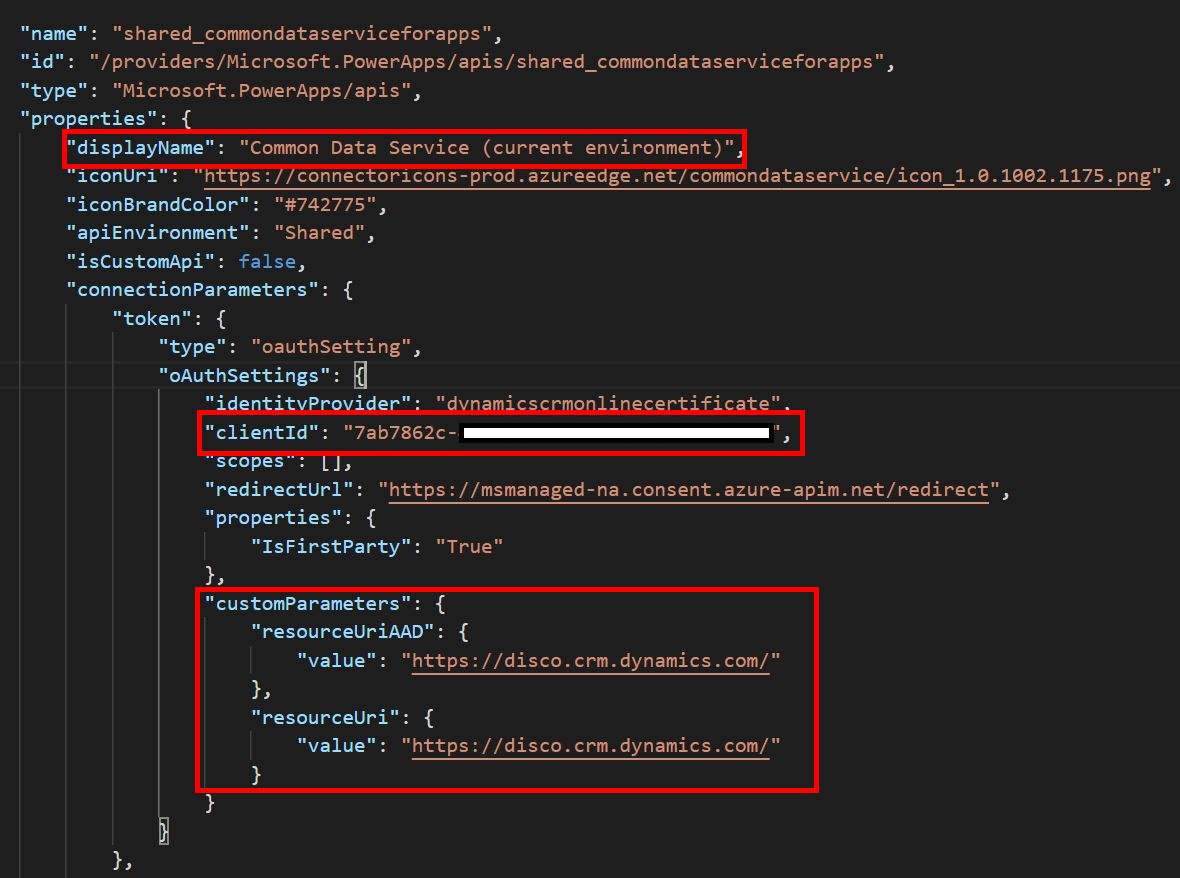 "name": "shared_commondataserviceforapps",
"id": "/providers/Microsoft.PowerApps/apis/shared_commondataserviceforapps",
"type": "Microsoft.PowerApps/apis",
"properties": {
"displayName": "Common Data Service (current environment)",
"iconUri": "https://connectoricons-prod.azureedge.net/commondataservice/icon_1.0.1002.1175.png",
"iconBrandColor": "#742775",
"apiEnvironment": "Shared",
"isCustomApi": false,
"connectionParameters": {
"token": {
"type": "oauthSetting",
"oAuthSettings": {
"identityProvider": "dynamicscrmonlinecertificate",
"clientId": "7ab7862c-",
"scopes": [],
"redirectUrl": "https://msmanaged-na.consent.azure-apim.net/redirect",
"properties": {
"IsFirstParty": "True"
},
"customParameters": {
"resourceUriAAD": {
"value": "https://disco.crm.dynamics.com/"
},
"resourceUri": {
"value": "https://disco.crm.dynamics.com/"
}
}
}
},